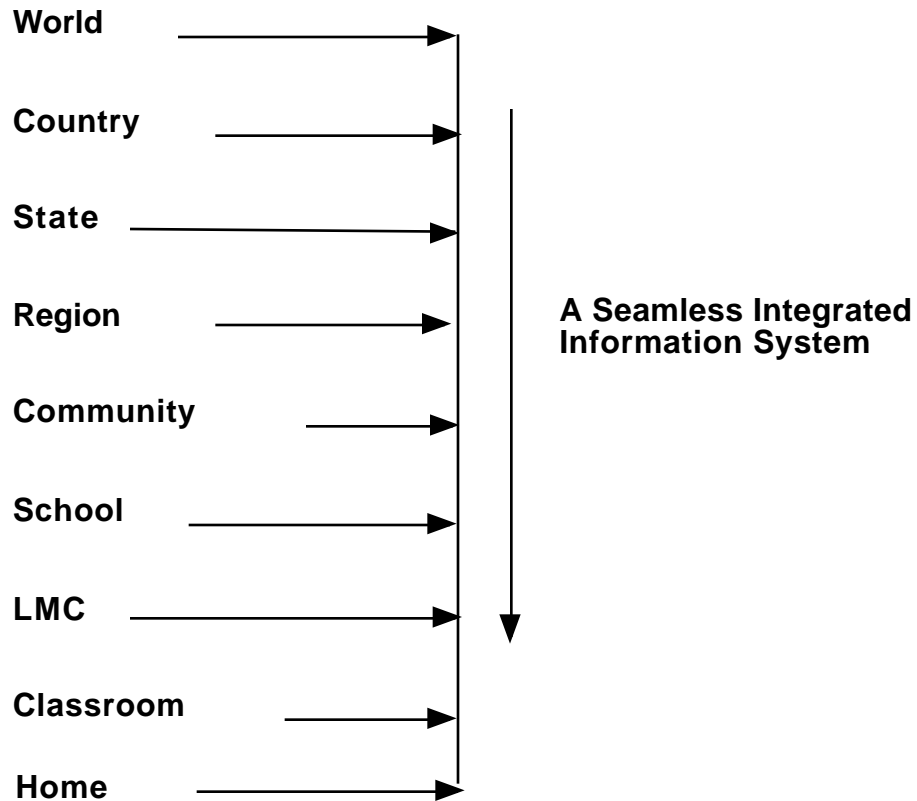 World
Country
State
Region
A Seamless Integrated
Information System
Community
School
LMC
Classroom
Home